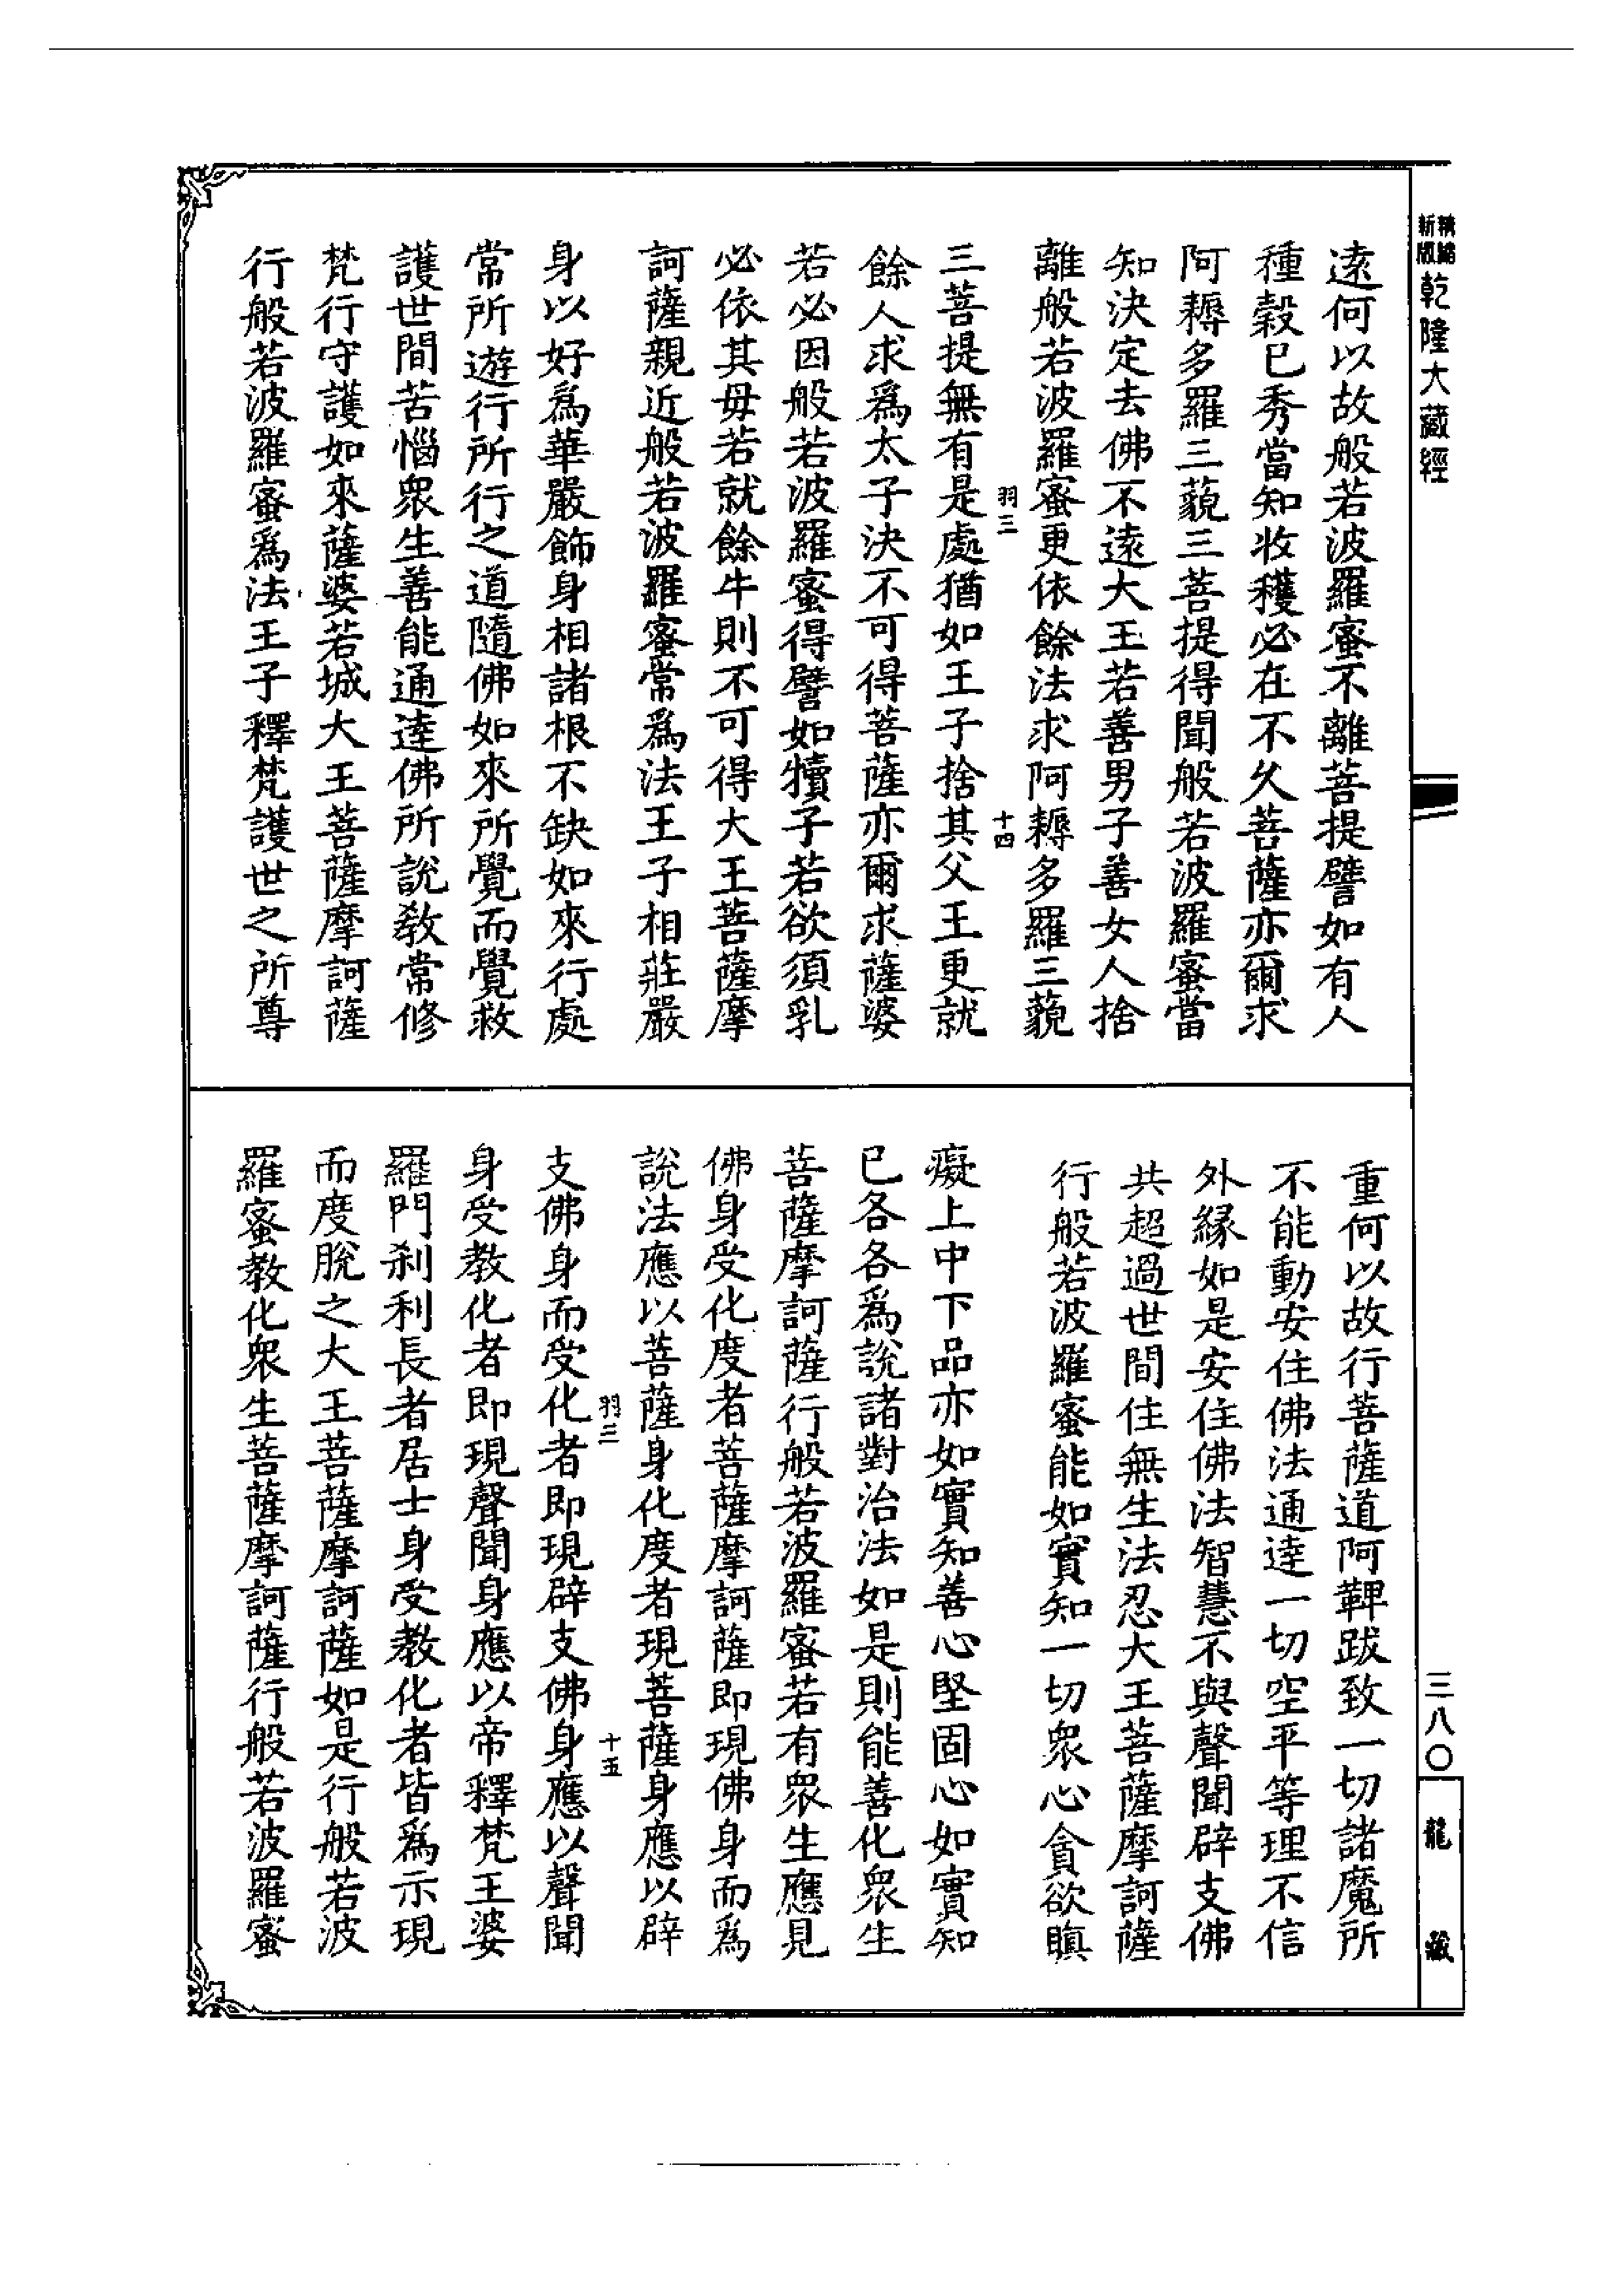 精縮
新版
乾隆大藏經
遠何以故般若波羅蜜不離菩提譬如有人
種穀已秀當知收穫必在不久菩薩亦爾求
阿耨多羅三藐三菩提得聞般若波羅蜜當
知決定去佛不遠大王若善男子善女人捨
離般若波羅蜜更依餘法求阿耨多羅三藐
羽三
十四
三菩提無有是處猶如王子捨其父王更就
餘人求爲太子決不可得菩薩亦爾求薩婆
若必因般若波羅蜜得譬如犢子若欲須乳
必依其母若就餘牛則不可得大王菩薩摩
訶薩親近般若波羅蜜常爲法王子相莊嚴
身以好爲華嚴飾身相諸根不缺如來行處
常所遊行所行之道隨佛如來所覺而覺救
護世間苦惱衆生善能通達佛所說教常修
梵行守護如來薩婆若城大王菩薩摩訶薩
行般若波羅蜜爲法王子釋梵護世之所尊
重何以故行菩薩道阿鞞跋致一切諸魔所
不能動安住佛法通達一切空平等理不信
外緣如是安住佛法智慧不與聲聞辟支佛
共超過世間住無生法忍大王菩薩摩訶薩
行般若波羅蜜能如實知一切衆心貪欲瞋
癡上中下品亦如實知善心堅固心如實知
已各各爲說諸對治法如是則能善化衆生
菩薩摩訶薩行般若波羅蜜若有衆生應見
佛身受化度者菩薩摩訶薩即現佛身而爲
說法應以菩薩身化度者現菩薩身應以辟
羽三
十五
支佛身而受化者即現辟支佛身應以聲聞
身受教化者即現聲聞身應以帝釋梵王婆
羅門剎利長者居士身受教化者皆爲示現
而度脫之大王菩薩摩訶薩如是行般若波
羅蜜教化衆生菩薩摩訶薩行般若波羅蜜
三八〇
龍藏